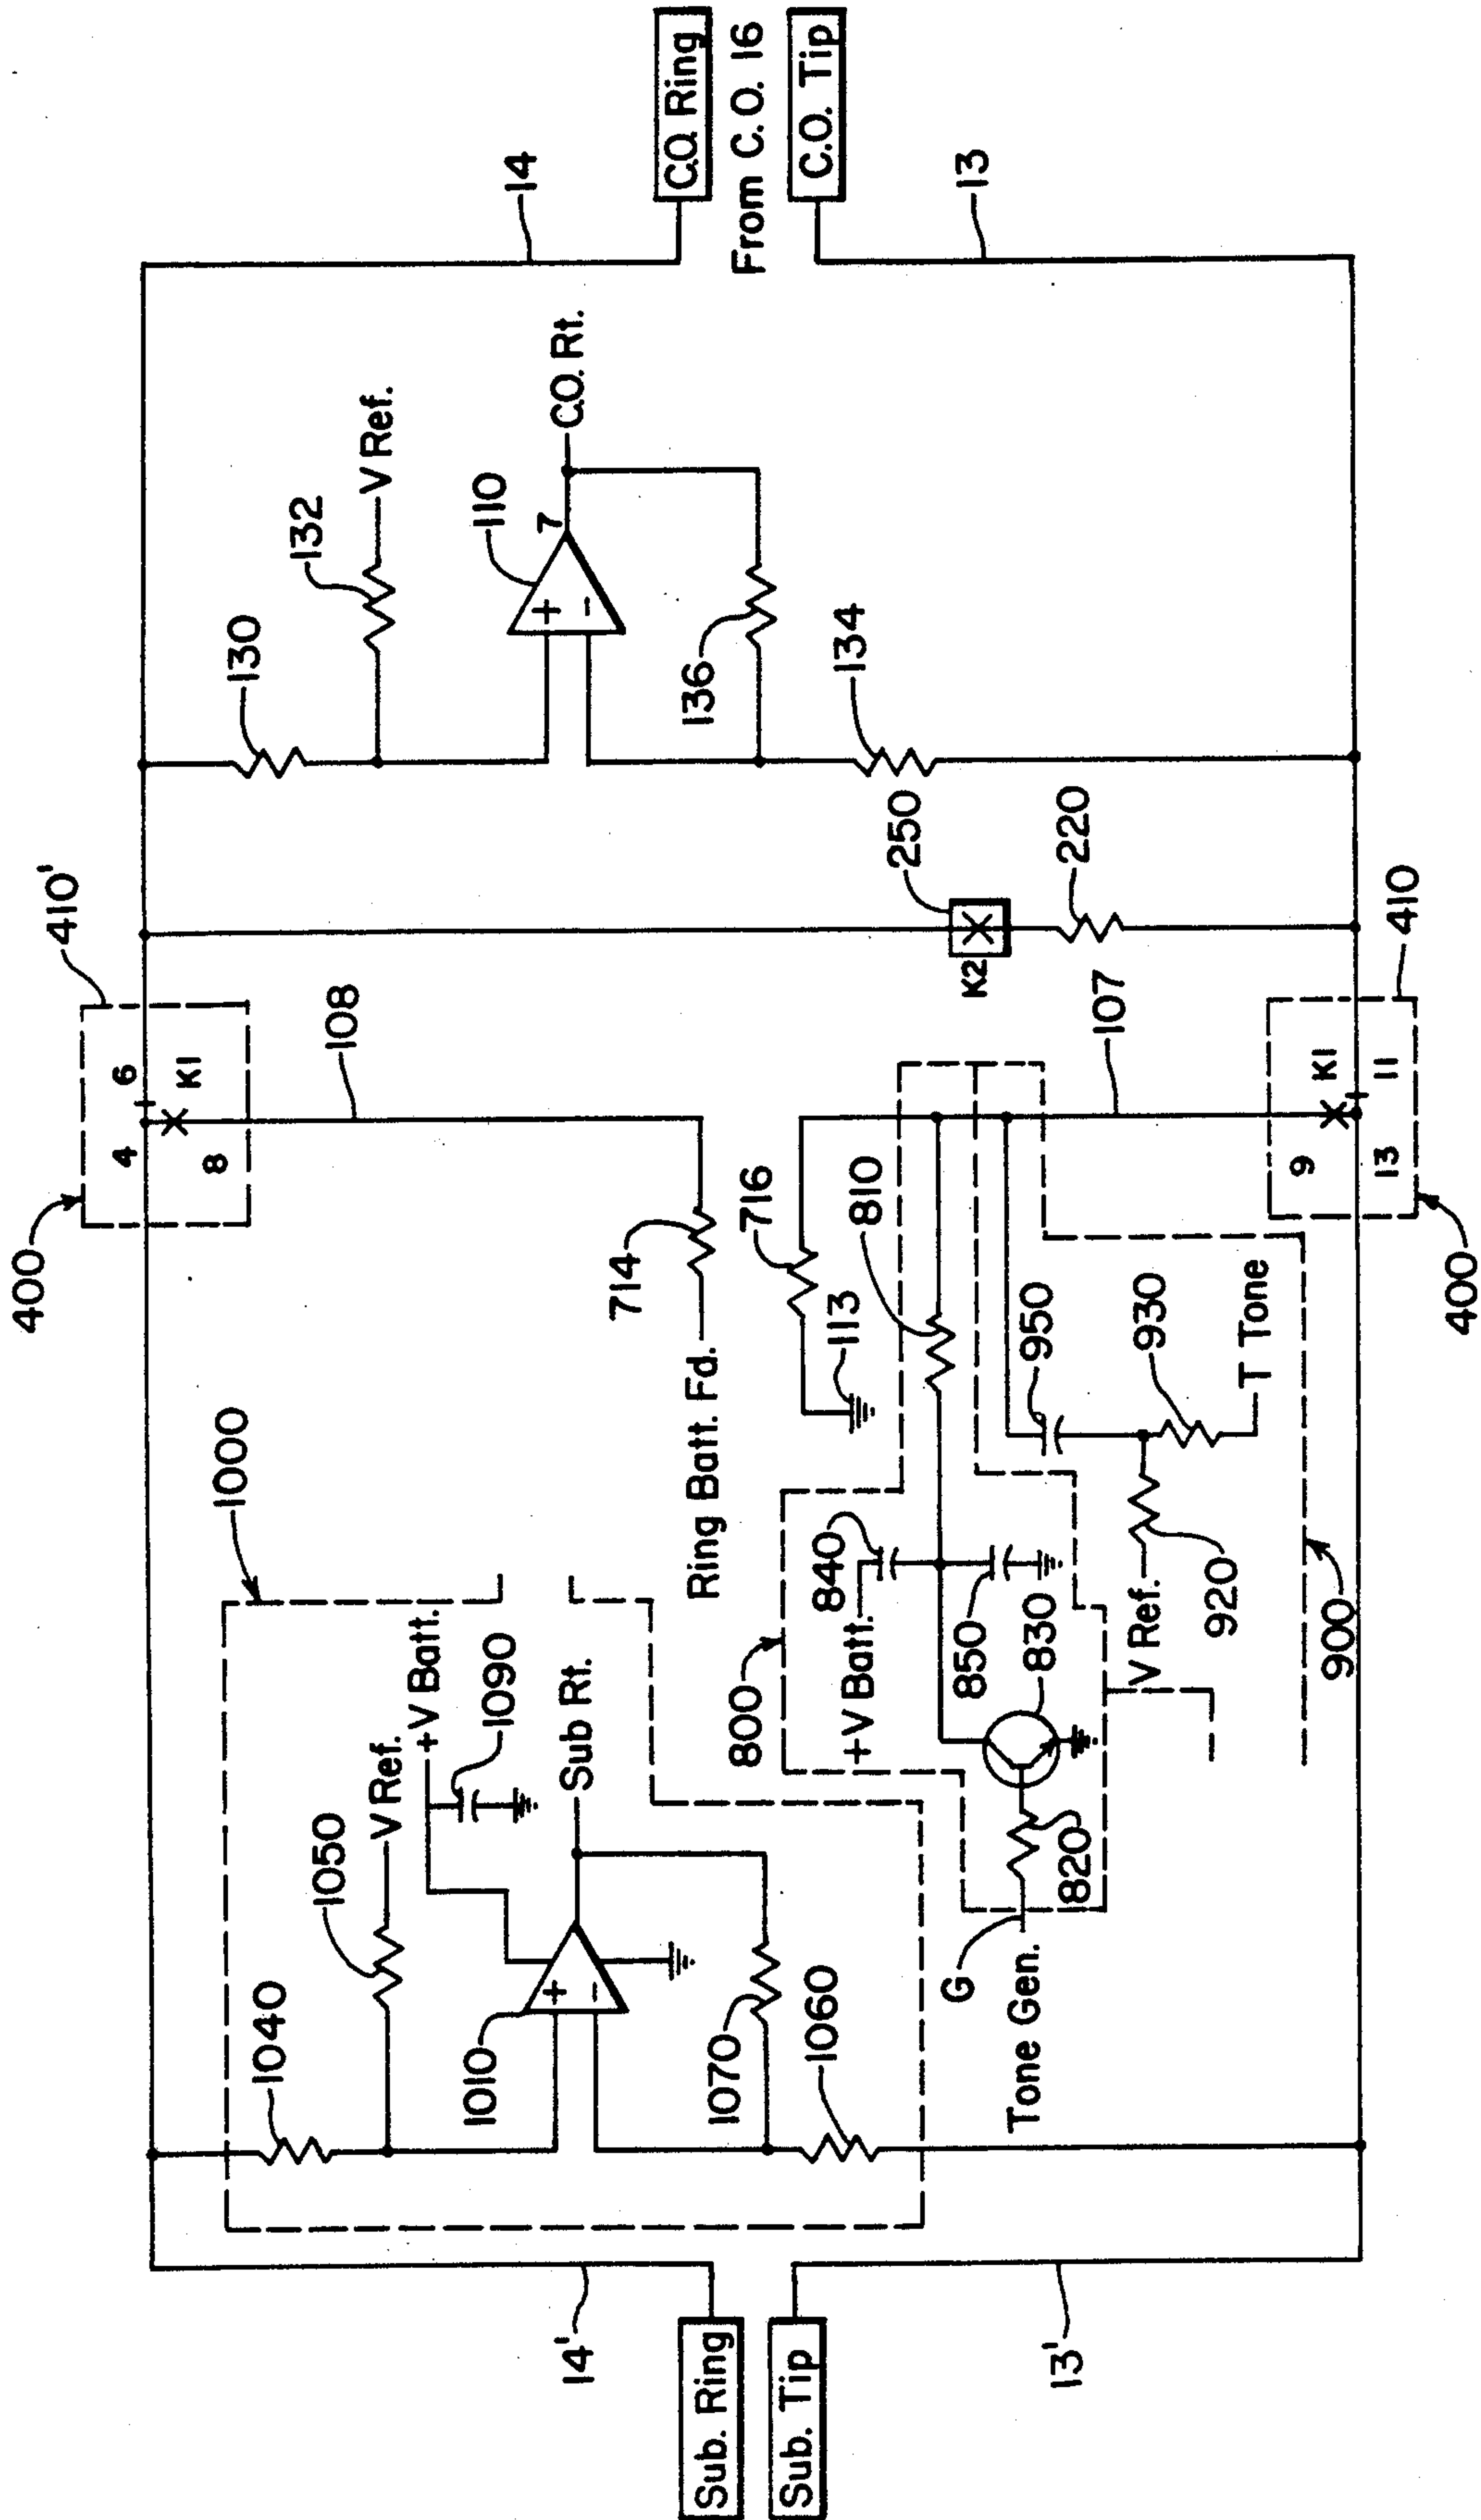 400
410'
4
6
8
K1
108
14
C.O. Ring
From C.O. 16
C.O. Tip
13
130
132
V Ref.
110
+
-
7
C.O. Rt.
136
134
250
K2
220
107
410
K1
9
11
13
400
1000
1040
1050
V Ref.
+V Batt.
1090
1010
+
-
Sub Rt.
1070
1060
714
Ring Batt. Fd.
716
113
810
800
840
+V Batt.
850
830
820
G
Tone Gen.
950
930
T Tone
V Ref.
920
900
14'
Sub. Ring
Sub. Tip
13'